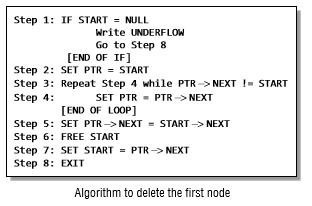 Step 1: IF START = NULL
Write UNDERFLOW
Go to Step 8
[END OF IF]
Step 2: SET PTR = START
Step 3: Repeat Step 4 while PTR—>NEXT != START
Step 4: SET PTR = PTR—>NEXT
[END OF LOOP]
Step 5: SET PTR—>NEXT = START—>NEXT
Step 6: FREE START
Step 7: SET START = PTR—>NEXT
Step 8: EXIT
Algorithm to delete the first node